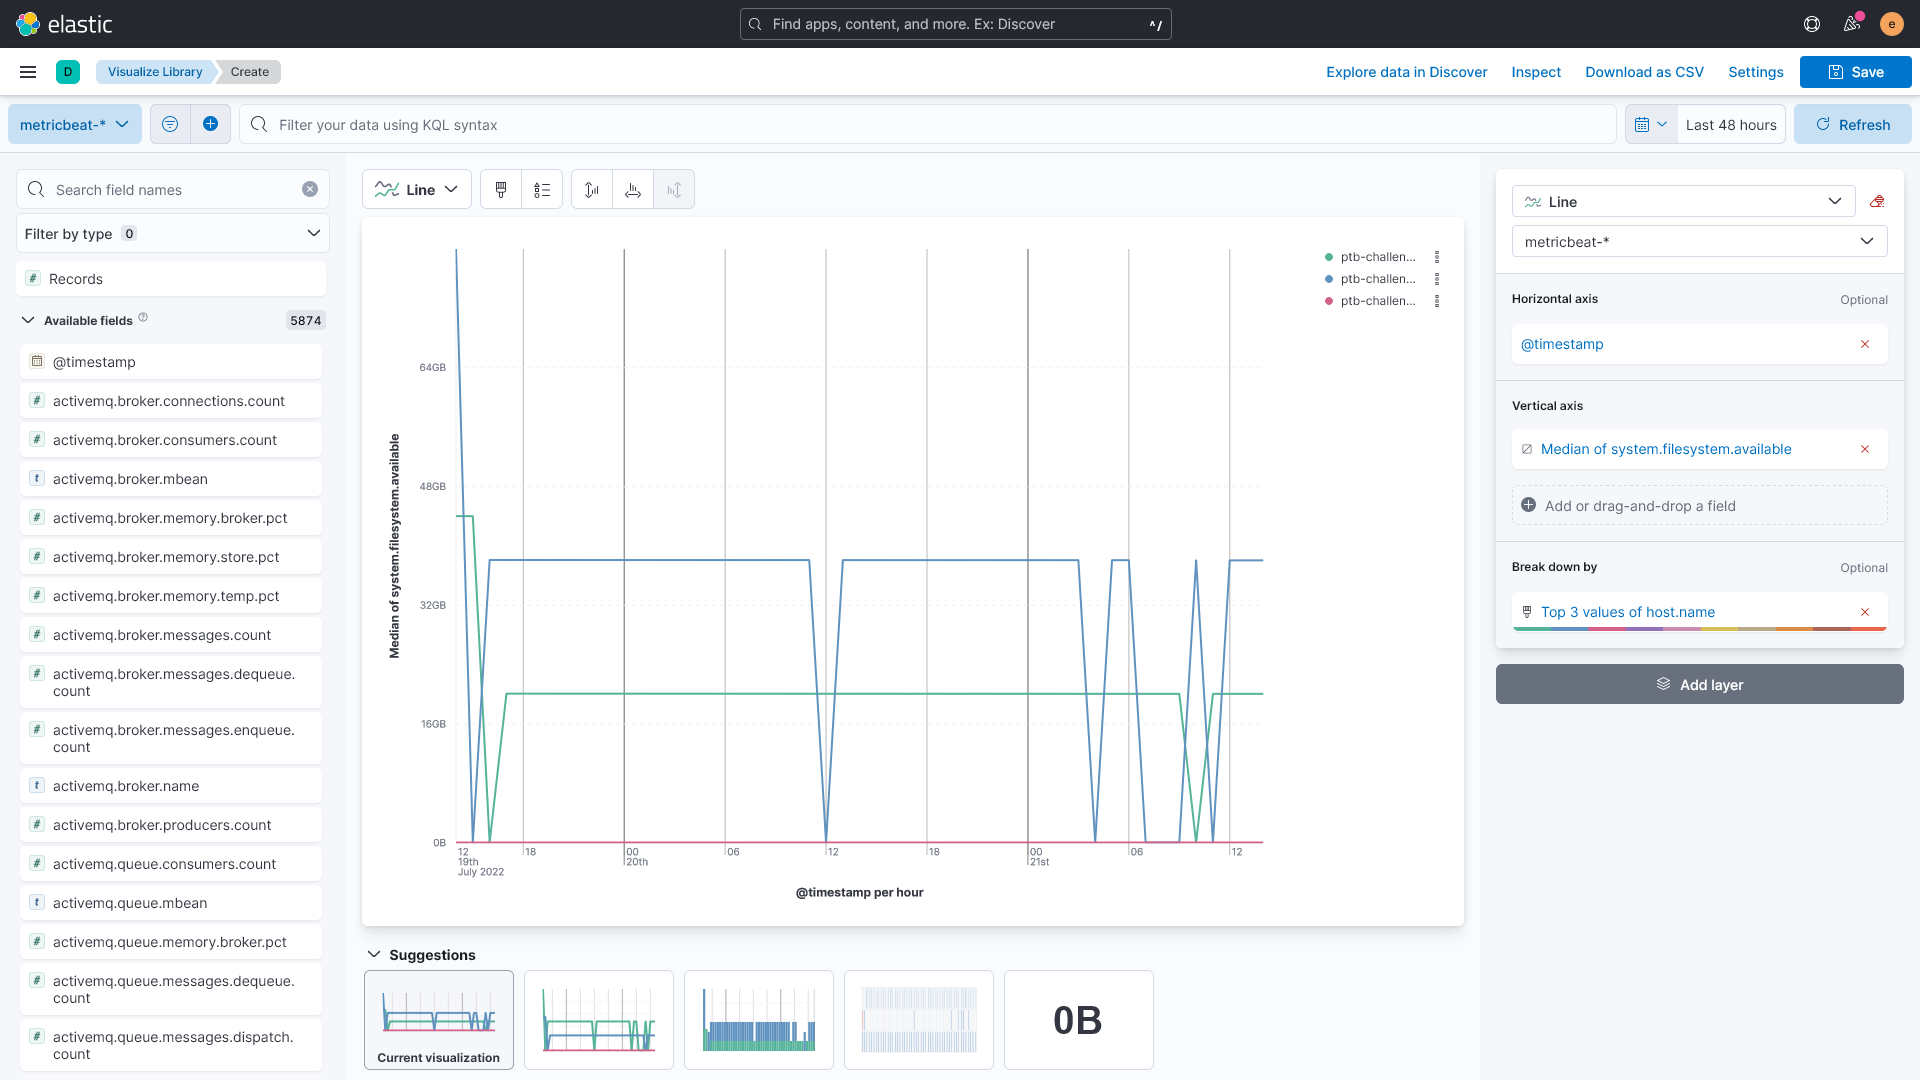 elastic
Find apps, content, and more. Ex: Discover
^/
e
D
Visualize Library
Create
Explore data in Discover
Inspect
Download as CSV
Settings
Save
metricbeat-*
Filter your data using KQL syntax
Last 48 hours
Refresh
Search field names
Filter by type 0
# Records
Available fields
5874
@timestamp
# activemq.broker.connections.count
# activemq.broker.consumers.count
t activemq.broker.mbean
# activemq.broker.memory.broker.pct
# activemq.broker.memory.store.pct
# activemq.broker.memory.temp.pct
# activemq.broker.messages.count
# activemq.broker.messages.dequeue.
count
# activemq.broker.messages.enqueue.
count
t activemq.broker.name
# activemq.broker.producers.count
# activemq.queue.consumers.count
t activemq.queue.mbean
# activemq.queue.memory.broker.pct
# activemq.queue.messages.dequeue.
count
# activemq.queue.messages.dispatch.
count
Line
ptb-challen...
ptb-challen...
ptb-challen...
Median of system.filesystem.available
64GB
48GB
32GB
16GB
0B
12
19th
July 2022
18
00
20th
06
12
18
00
21st
06
12
@timestamp per hour
Suggestions
Current visualization
0B
Line
metricbeat-*
Horizontal axis
Optional
@timestamp
Vertical axis
Median of system.filesystem.available
Add or drag-and-drop a field
Break down by
Optional
Top 3 values of host.name
Add layer